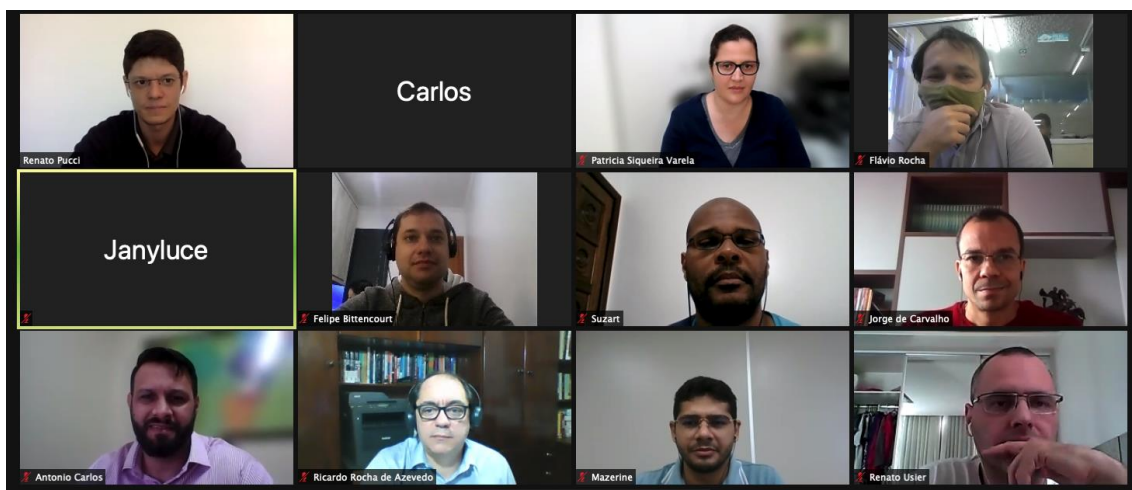 Renato Pucci
Carlos
Patricia Siqueira Varela
Flávio Rocha
Janyluce
Felipe Bittencourt
Suzart
Jorge de Carvalho
Antonio Carlos
Ricardo Rocha de Azevedo
Mazerine
Renato Usier